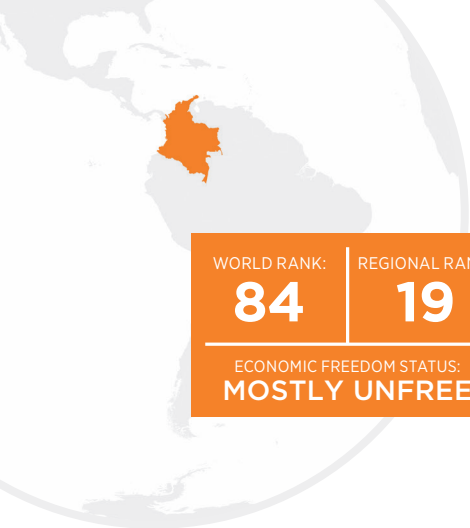 WORLD RANK:
REGIONAL RAN
84
19
ECONOMIC FREEDOM STATUS:
MOSTLY UNFREE